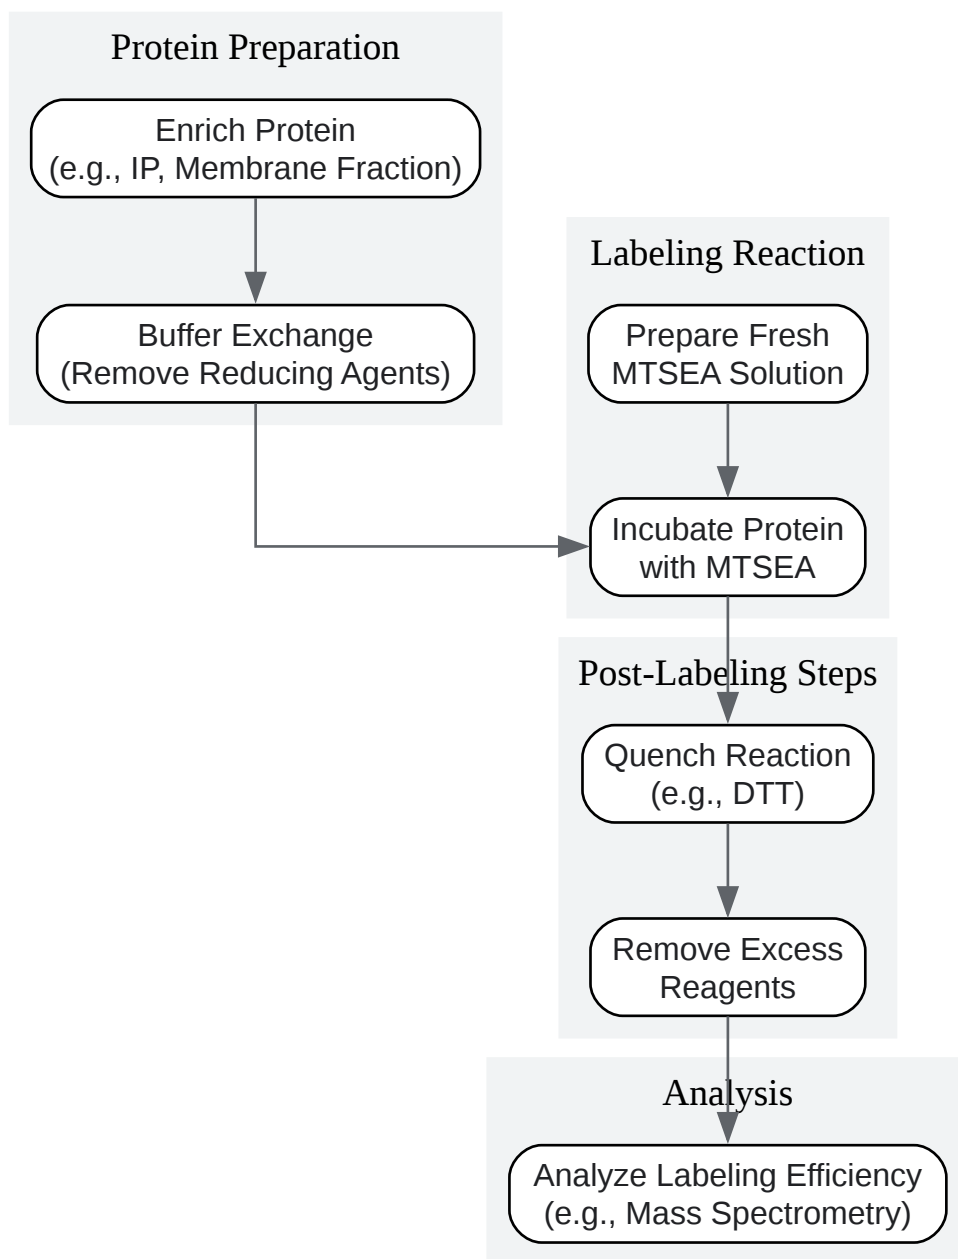 Protein Preparation
Enrich Protein
(e.g., IP, Membrane Fraction)
Buffer Exchange
(Remove Reducing Agents)
Labeling Reaction
Prepare Fresh
MTSEA Solution
Incubate Protein
with MTSEA
Post-Labeling Steps
Quench Reaction
(e.g., DTT)
Remove Excess
Reagents
Analysis
Analyze Labeling Efficiency
(e.g., Mass Spectrometry)